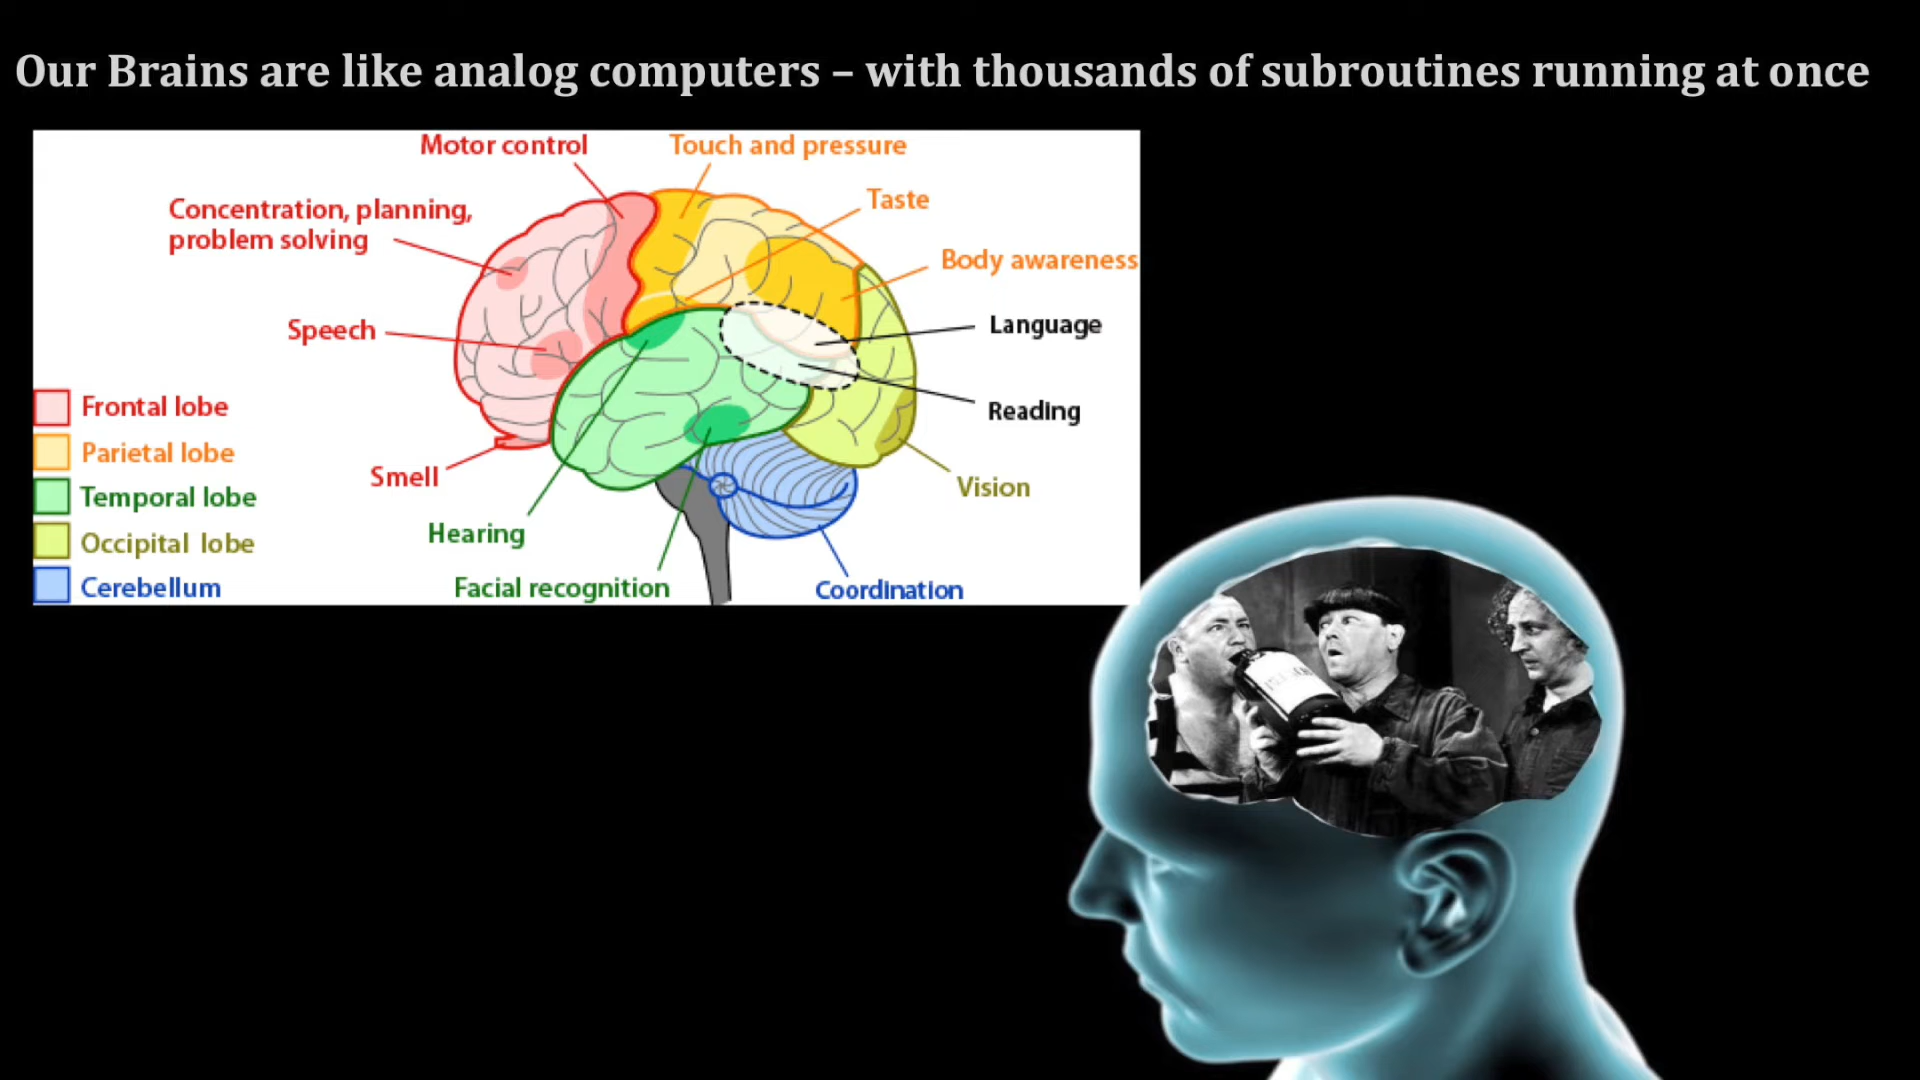 Our Brains are like analog computers – with thousands of subroutines running at once
Motor control
Touch and pressure
Taste
Concentration, planning,
problem solving
Body awareness
Language
Speech
Reading
Frontal lobe
Parietal lobe
Temporal lobe
Occipital lobe
Cerebellum
Smell
Vision
Hearing
Facial recognition
Coordination